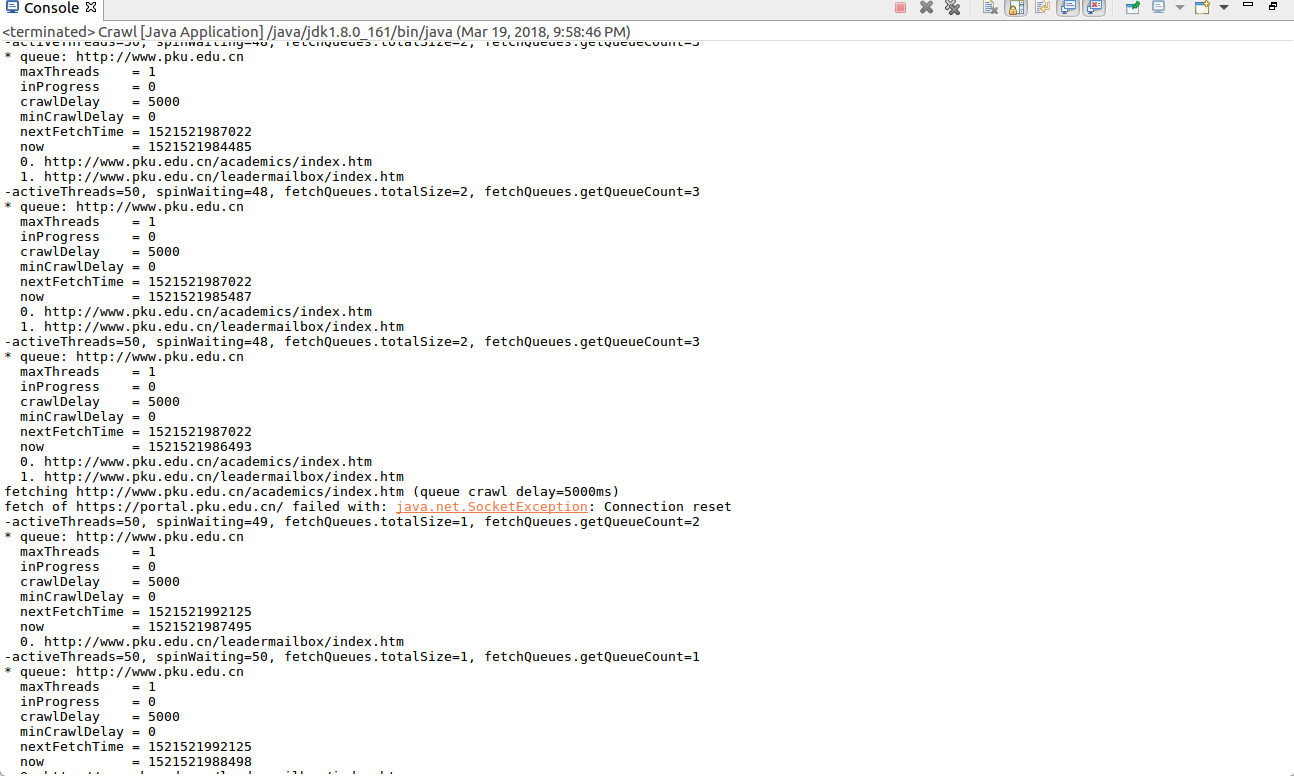 Console
<terminated> Crawl [Java Application] /java/jdk1.8.0_161/bin/java (Mar 19, 2018, 9:58:46 PM)
-activeThreads=50, spinWaiting=48, fetchQueues.totalSize=2, fetchQueues.getQueueCount=3
* queue: http://www.pku.edu.cn
  maxThreads    = 1
  inProgress    = 0
  crawlDelay    = 5000
  minCrawlDelay = 0
  nextFetchTime = 1521521987022
  now           = 1521521984485
  0. http://www.pku.edu.cn/academics/index.htm
  1. http://www.pku.edu.cn/leadermailbox/index.htm
-activeThreads=50, spinWaiting=48, fetchQueues.totalSize=2, fetchQueues.getQueueCount=3
* queue: http://www.pku.edu.cn
  maxThreads    = 1
  inProgress    = 0
  crawlDelay    = 5000
  minCrawlDelay = 0
  nextFetchTime = 1521521987022
  now           = 1521521985487
  0. http://www.pku.edu.cn/academics/index.htm
  1. http://www.pku.edu.cn/leadermailbox/index.htm
-activeThreads=50, spinWaiting=48, fetchQueues.totalSize=2, fetchQueues.getQueueCount=3
* queue: http://www.pku.edu.cn
  maxThreads    = 1
  inProgress    = 0
  crawlDelay    = 5000
  minCrawlDelay = 0
  nextFetchTime = 1521521987022
  now           = 1521521986493
  0. http://www.pku.edu.cn/academics/index.htm
  1. http://www.pku.edu.cn/leadermailbox/index.htm
fetching http://www.pku.edu.cn/academics/index.htm (queue crawl delay=5000ms)
fetch of https://portal.pku.edu.cn/ failed with: java.net.SocketException: Connection reset
-activeThreads=50, spinWaiting=49, fetchQueues.totalSize=1, fetchQueues.getQueueCount=2
* queue: http://www.pku.edu.cn
  maxThreads    = 1
  inProgress    = 0
  crawlDelay    = 5000
  minCrawlDelay = 0
  nextFetchTime = 1521521992125
  now           = 1521521987495
  0. http://www.pku.edu.cn/leadermailbox/index.htm
-activeThreads=50, spinWaiting=50, fetchQueues.totalSize=1, fetchQueues.getQueueCount=1
* queue: http://www.pku.edu.cn
  maxThreads    = 1
  inProgress    = 0
  crawlDelay    = 5000
  minCrawlDelay = 0
  nextFetchTime = 1521521992125
  now           = 1521521988498